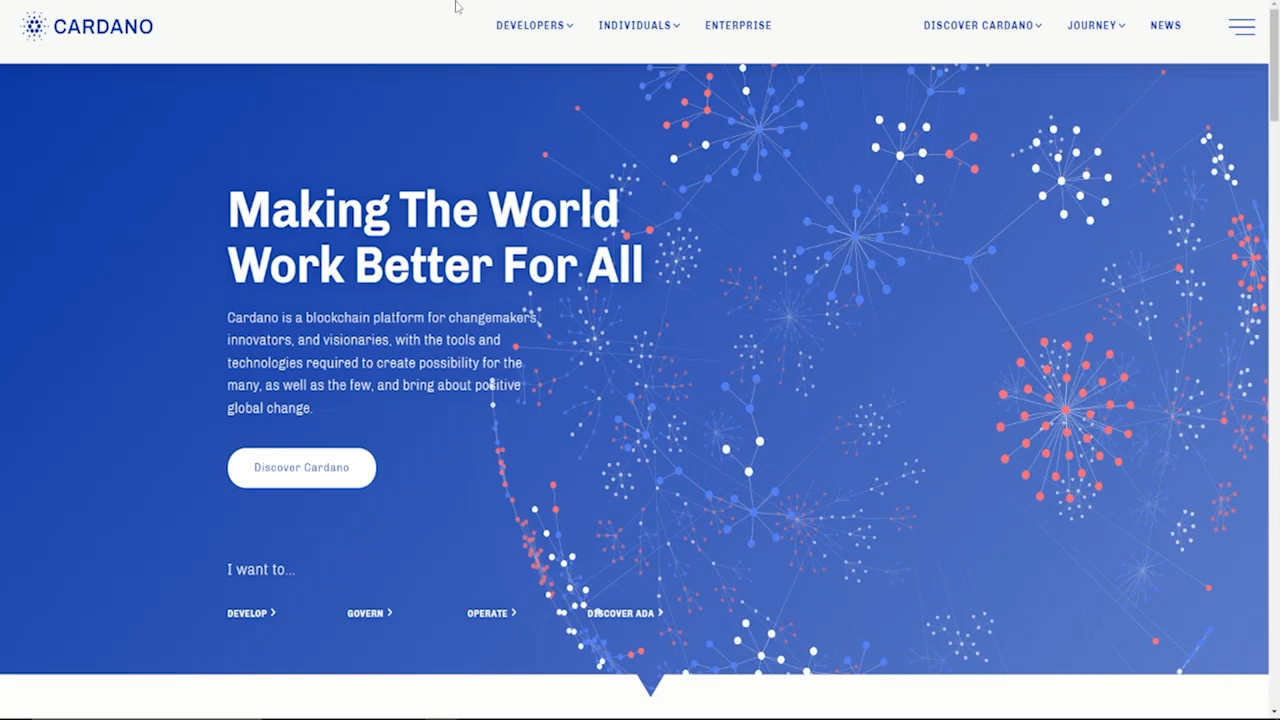 CARDANO
DEVELOPERS
INDIVIDUALS
ENTERPRISE
DISCOVER CARDANO
JOURNEY
NEWS
Making The World
Work Better For All
Cardano is a blockchain platform for changemakers,
innovators, and visionaries, with the tools and
technologies required to create possibility for the
many, as well as the few, and bring about positive
global change.
Discover Cardano
I want to...
DEVELOP
GOVERN
OPERATE
DISCOVER ADA